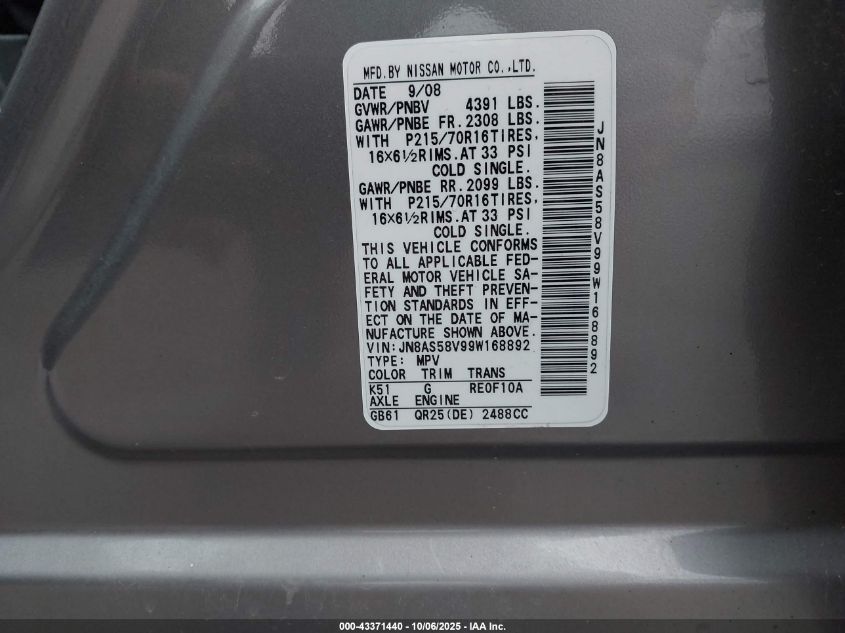 MFD.BY NISSAN MOTOR CO.,LTD.
DATE 9/08
GVWR/PNBV 4391 LBS.
GAWR/PNBE FR.2308 LBS.
WITH P215/70R16TIRES,
16X6½RIMS.AT 33 PSI
COLD SINGLE.
GAWR/PNBE RR.2099 LBS.
WITH P215/70R16TIRES,
16X6½RIMS.AT 33 PSI
COLD SINGLE.
THIS VEHICLE CONFORMS
TO ALL APPLICABLE FED-
ERAL MOTOR VEHICLE SA-
FETY AND THEFT PREVEN-
TION STANDARDS IN EFF-
ECT ON THE DATE OF MA-
NUFACTURE SHOWN ABOVE.
VIN:JN8AS58V99W168892
TYPE: MPV
COLOR TRIM TRANS
K51 G RE0F10A
AXLE ENGINE
GB61 QR25(DE) 2488CC
JN8AS58V99W168892
000-43371440 - 10/06/2025 - IAA Inc.